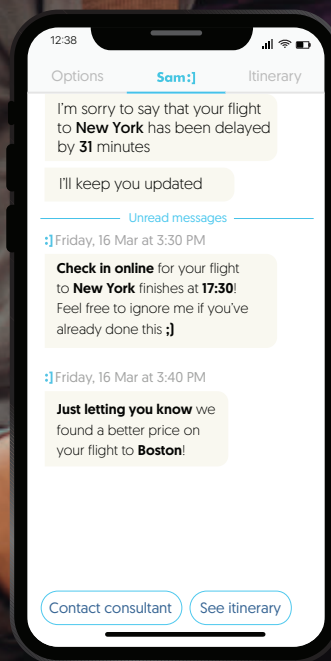 12:38
Options Sam:] Itinerary
I'm sorry to say that your flight
to New York has been delayed
by 31 minutes
I'll keep you updated
Unread messages
:] Friday, 16 Mar at 3:30 PM
Check in online for your flight
to New York finishes at 17:30!
Feel free to ignore me if you've
already done this ;)
:] Friday, 16 Mar at 3:40 PM
Just letting you know we
found a better price on
your flight to Boston!
Contact consultant See itinerary